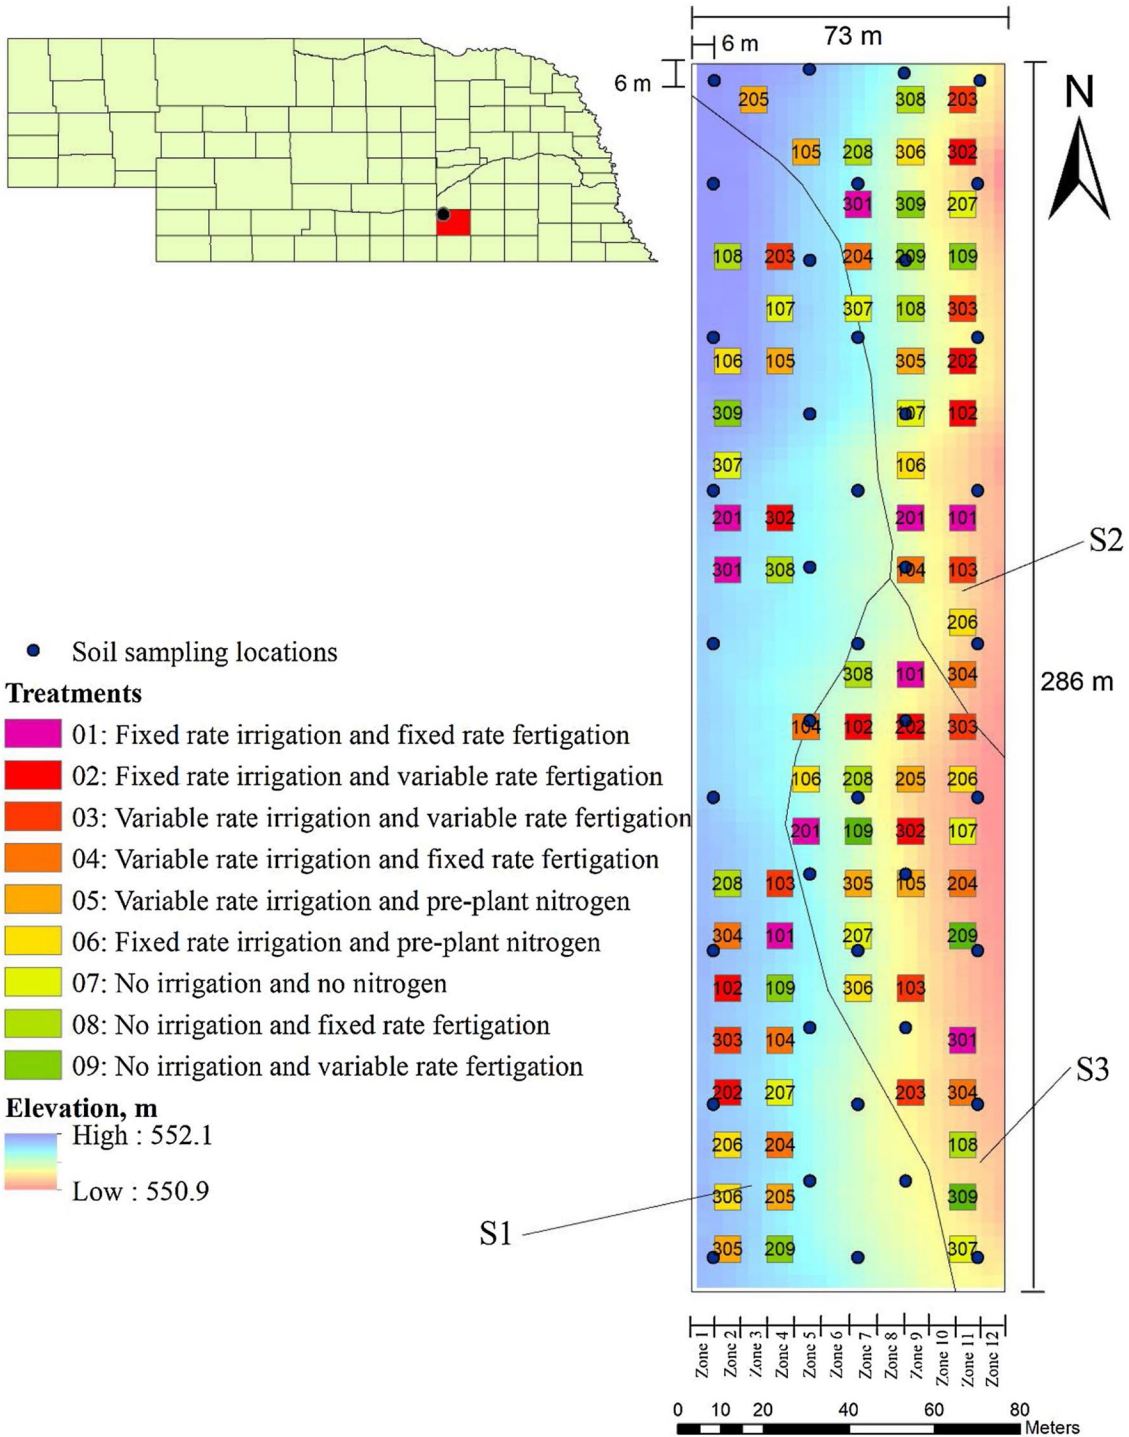 73 m
6 m
6 m
N
205 308 203
105 208 306 302
301 309 207
108 203 204 209 109
107 307 108 303
106 105 305 202
309 107 102
307 106
201 302 201 101
S2
301 308 104 103
206
Soil sampling locations
308 101 304
286 m
Treatments
104 102 202 303
01: Fixed rate irrigation and fixed rate fertigation
02: Fixed rate irrigation and variable rate fertigation
106 208 205 206
03: Variable rate irrigation and variable rate fertigation
201 109 302 107
04: Variable rate irrigation and fixed rate fertigation
208 103 305 105 204
05: Variable rate irrigation and pre-plant nitrogen
304 101 207 209
06: Fixed rate irrigation and pre-plant nitrogen
07: No irrigation and no nitrogen
102 109 306 103
08: No irrigation and fixed rate fertigation
303 104 301
09: No irrigation and variable rate fertigation
S3
202 207 203 304
Elevation, m
High : 552.1
206 204 108
Low : 550.9
306 205 309
S1
305 209 307
Zone 1
Zone 2
Zone 3
Zone 4
Zone 5
Zone 6
Zone 7
Zone 8
Zone 9
Zone 10
Zone 11
Zone 12
0 10 20 40 60 80
Meters